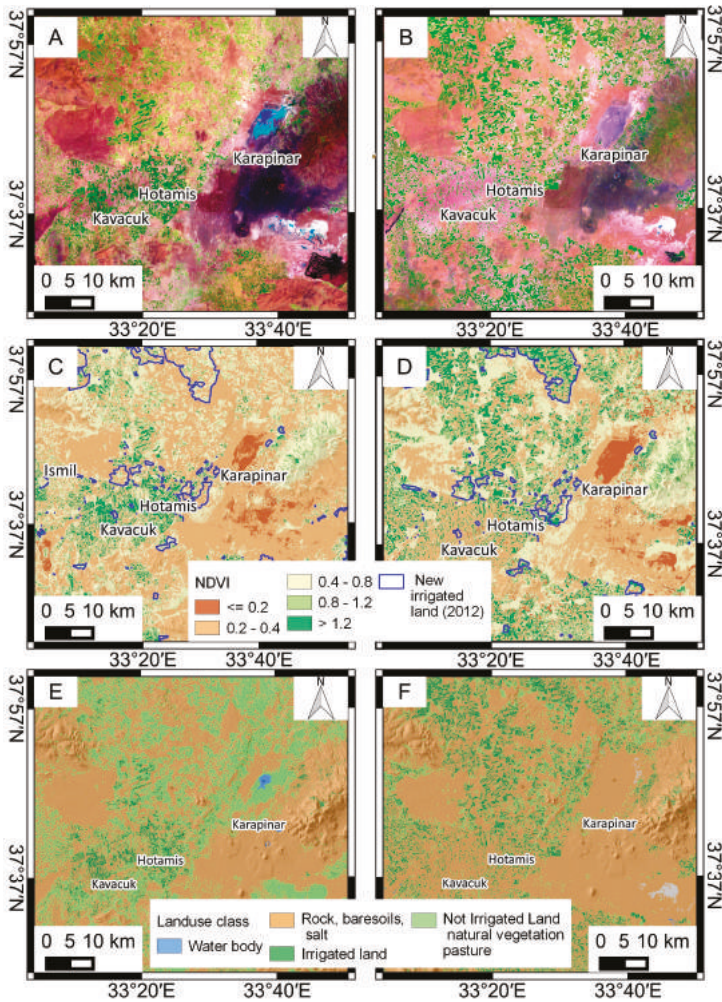 A
N
37°57'N
37°37'N
Karapinar
Hotamis
Kavacuk
0 5 10 km
33°20'
33°40'
B
N
37°57'N
37°37'N
Karapinar
Hotamis
Kavacuk
0 5 10 km
33°20'
33°40'
C
N
37°57'N
37°37'N
Ismil
Karapinar
Hotamis
Kavacuk
0 5 10 km
33°20'
33°40'
D
N
37°57'N
37°37'N
Karapinar
Hotamis
Kavacuk
0 5 10 km
33°20'
33°40'
NDVI
<= 0.2
0.2 - 0.4
0.4 - 0.8
0.8 - 1.2
> 1.2
New
irrigated
land (2012)
E
N
37°57'N
37°37'N
Karapinar
Hotamis
Kavacuk
0 5 10 km
33°20'
33°40'
F
N
37°57'N
37°37'N
Karapinar
Hotamis
Kavacuk
0 5 10 km
33°20'
33°40'
Landuse class
Water body
Rock, baresoils,
salt
Irrigated land
Not Irrigated Land
natural vegetation
pasture